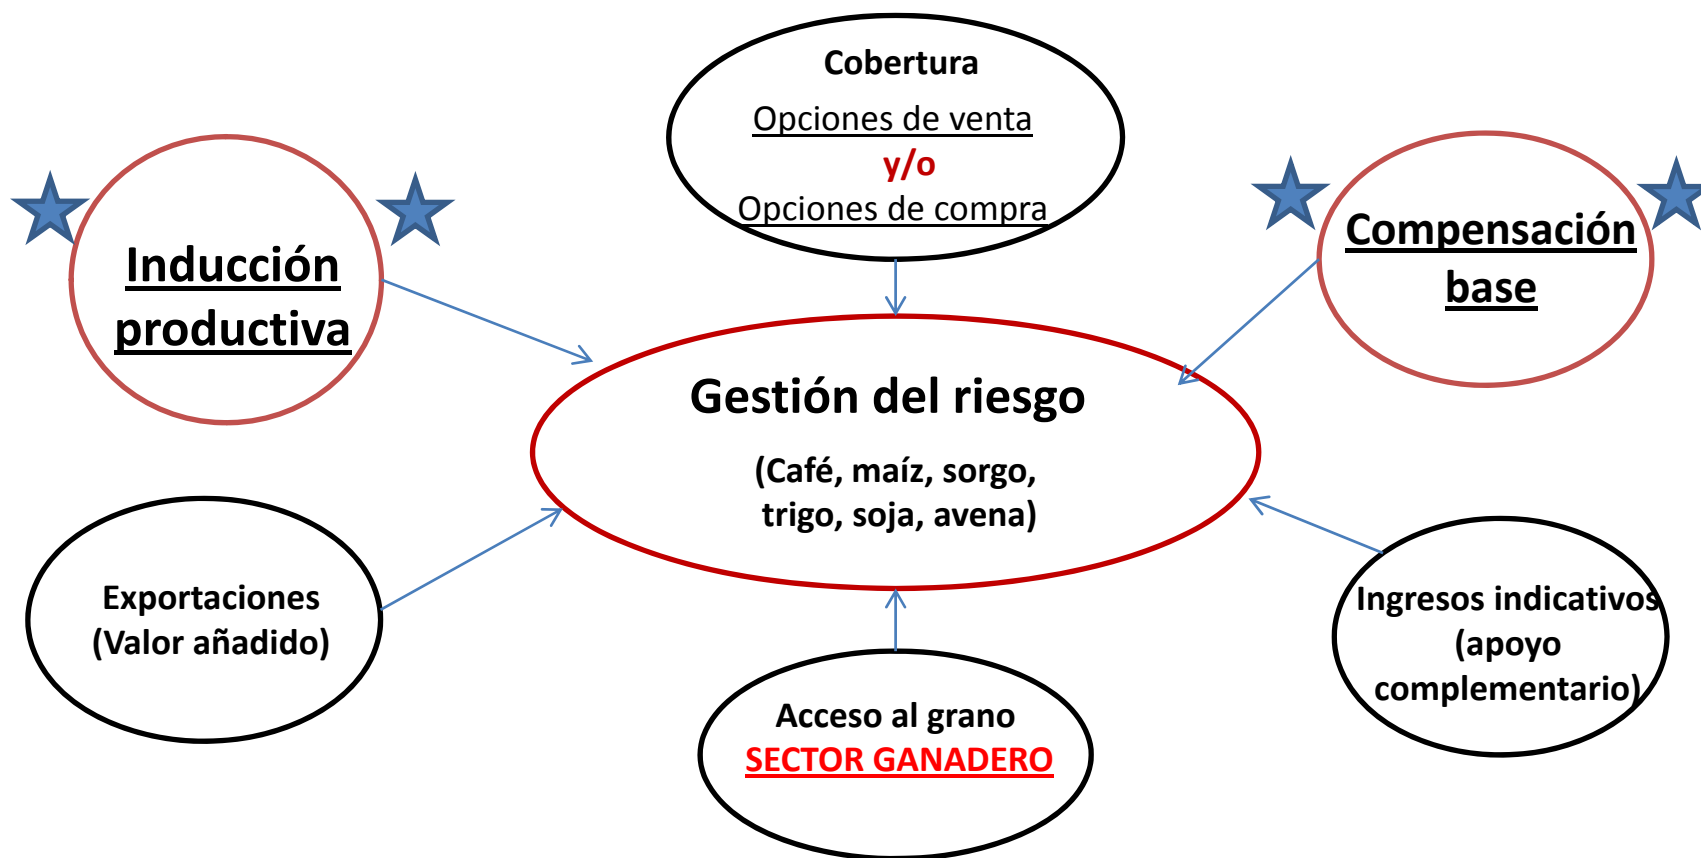 Cobertura
Opciones de venta
y/o
Opciones de compra
Inducción
productiva
Compensación
base
Gestión del riesgo
(Café, maíz, sorgo,
trigo, soja, avena)
Exportaciones
(Valor añadido)
Ingresos indicativos
(apoyo
complementario)
Acceso al grano
SECTOR GANADERO